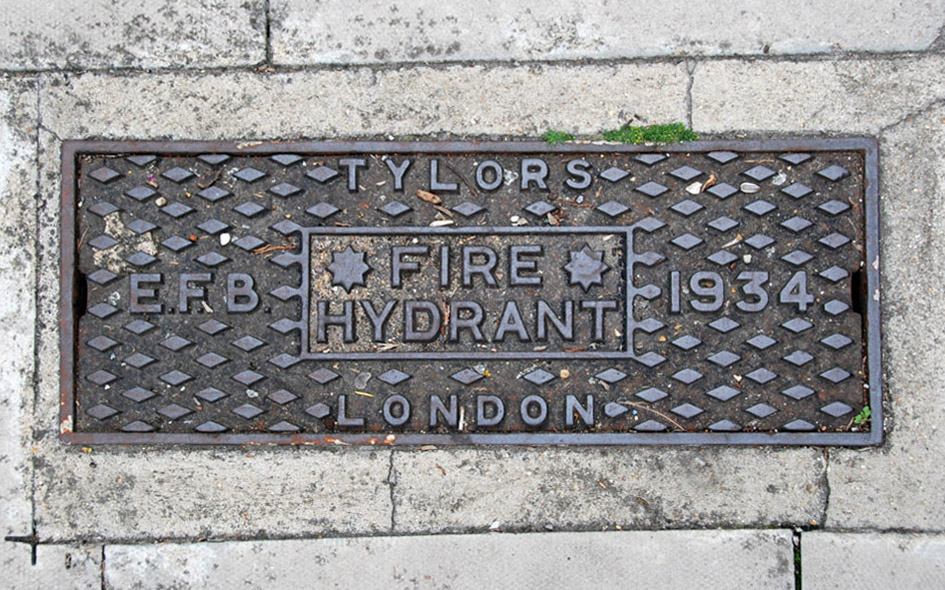 TYLORS
E.F.B.
FIRE
HYDRANT
1934
LONDON